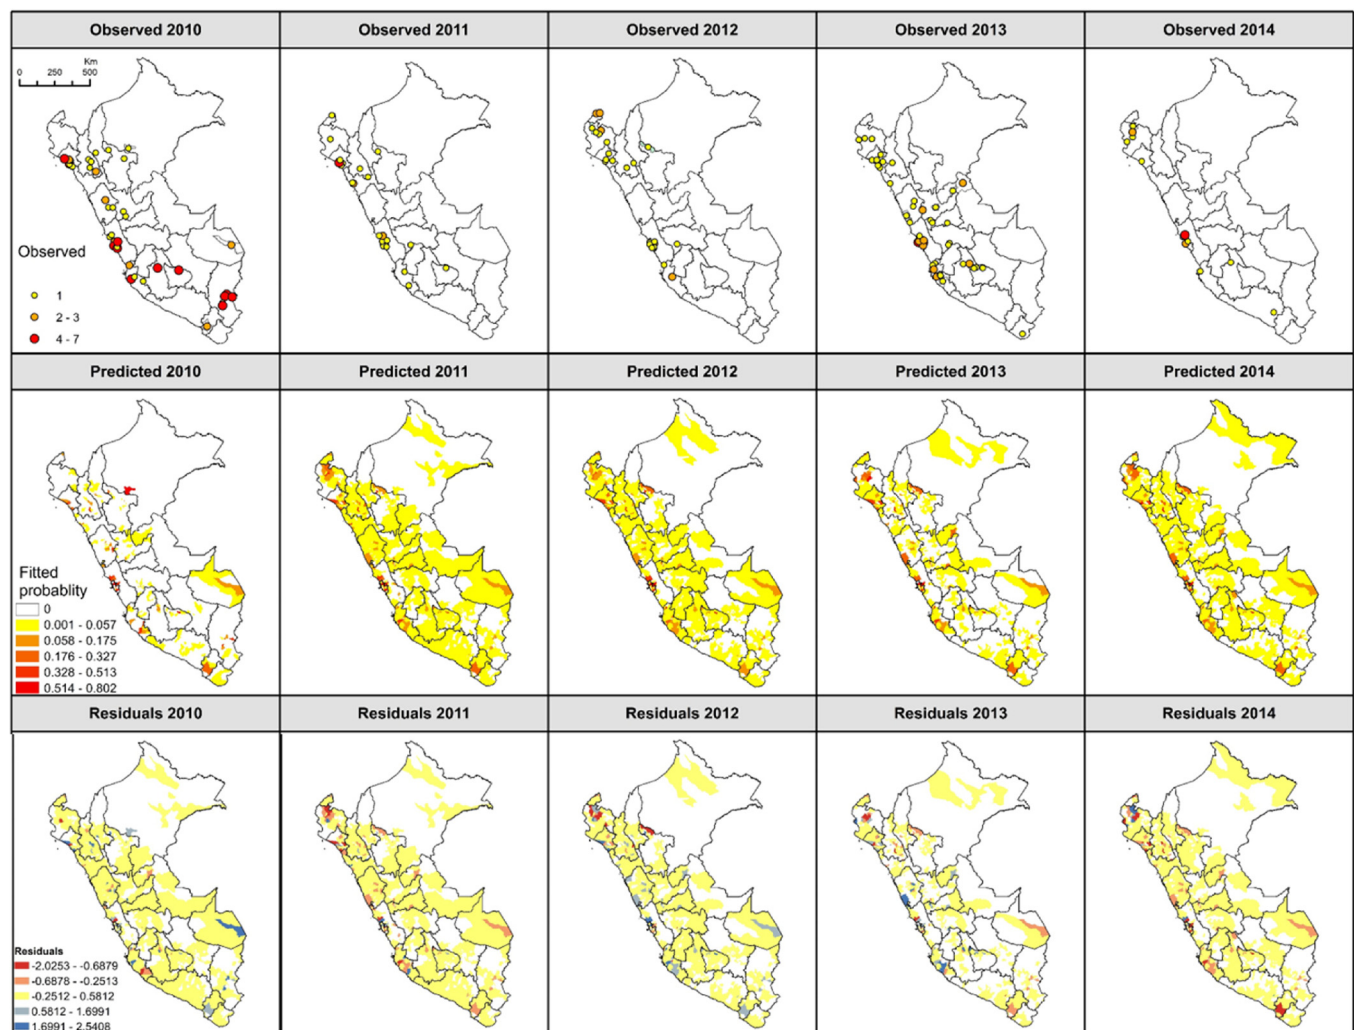 Observed 2010 Observed 2011 Observed 2012 Observed 2013 Observed 2014
Km
0 250 500
Observed
1
2 - 3
4 - 7
Predicted 2010 Predicted 2011 Predicted 2012 Predicted 2013 Predicted 2014
Fitted
probablity
0
0.001 - 0.057
0.058 - 0.175
0.176 - 0.327
0.328 - 0.513
0.514 - 0.802
Residuals 2010 Residuals 2011 Residuals 2012 Residuals 2013 Residuals 2014
Residuals
-2.0253 - -0.6879
-0.6878 - -0.2513
-0.2512 - 0.5812
0.5812 - 1.6991
1.6991 - 2.5408